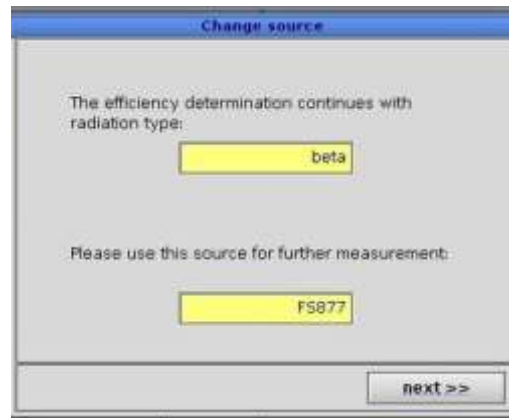 Change source
The efficiency determination continues with
radiation type:
beta
Please use this source for further measurement:
FS877
next >>